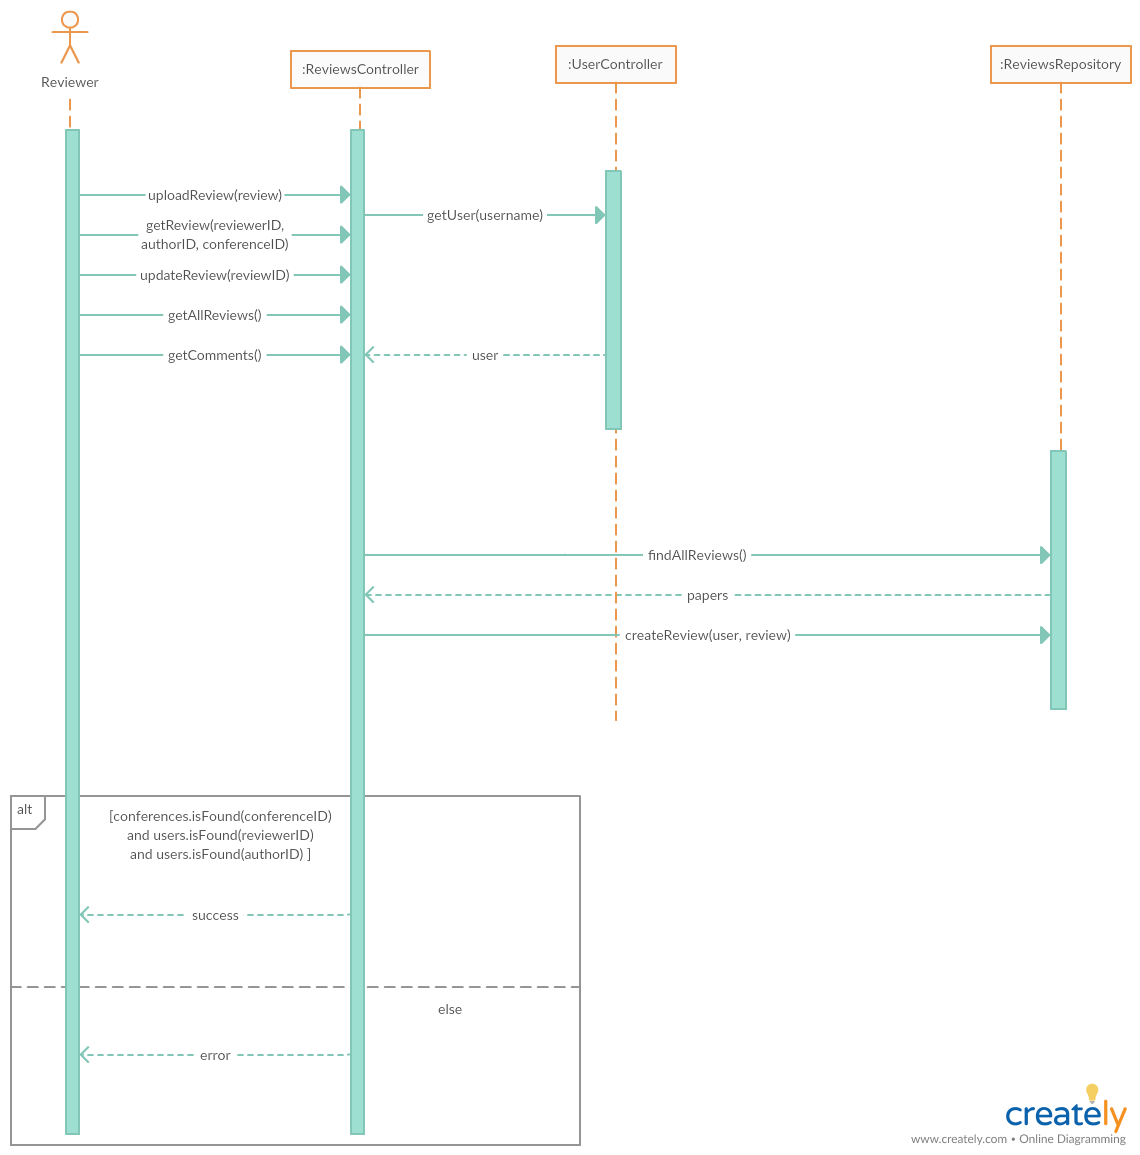 Reviewer
:ReviewsController
:UserController
:ReviewsRepository
uploadReview(review)
getUser(username)
getReview(reviewerID,
authorID, conferenceID)
updateReview(reviewID)
getAllReviews()
getComments()
user
findAllReviews()
papers
createReview(user, review)
alt
[conferences.isFound(conferenceID)
and users.isFound(reviewerID)
and users.isFound(authorID) ]
success
else
error
creately
www.creately.com • Online Diagramming